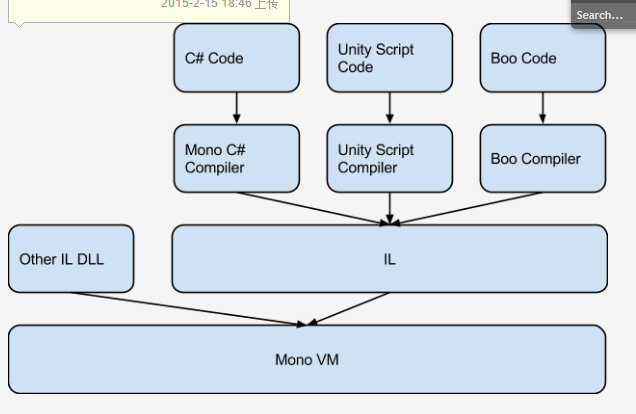 2015-2-15 18:46 上传
Search...
C# Code
Unity Script
Code
Boo Code
Mono C#
Compiler
Unity Script
Compiler
Boo Compiler
Other IL DLL
IL
Mono VM